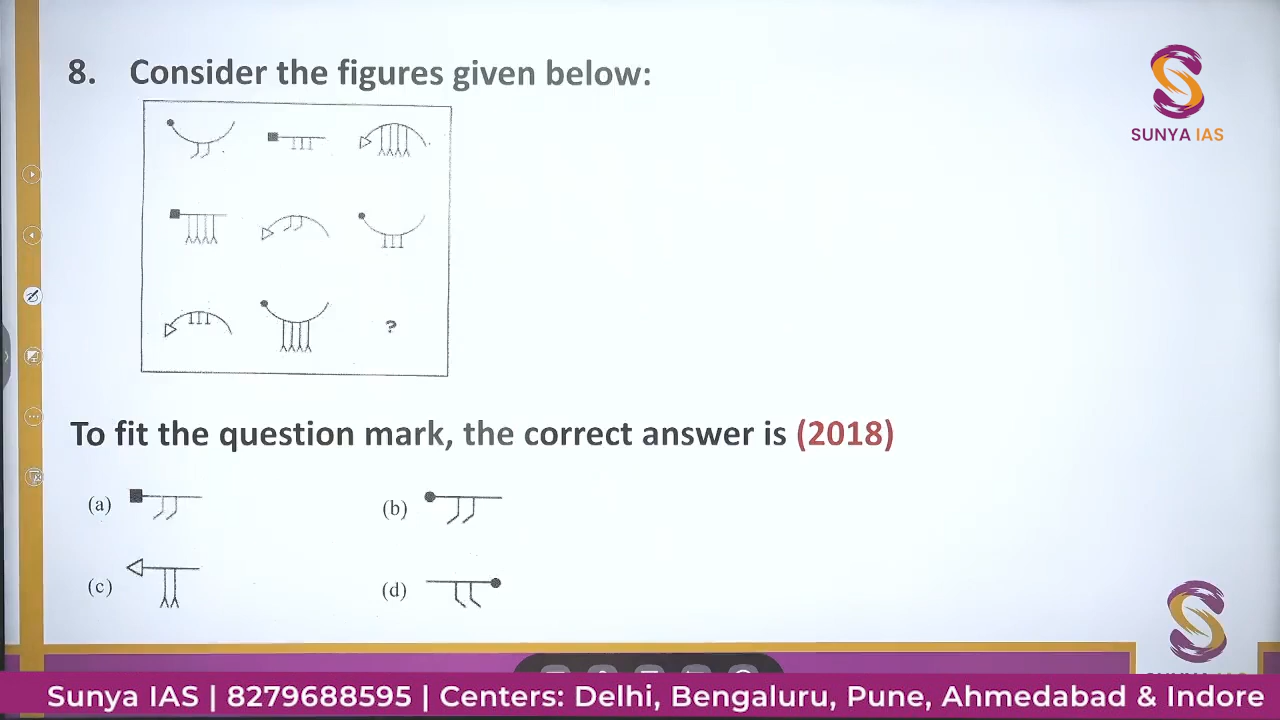 8. Consider the figures given below:
SUNYA IAS
?
To fit the question mark, the correct answer is (2018)
(a)
(b)
(c)
(d)
Sunya IAS | 8279688595 | Centers: Delhi, Bengaluru, Pune, Ahmedabad & Indore